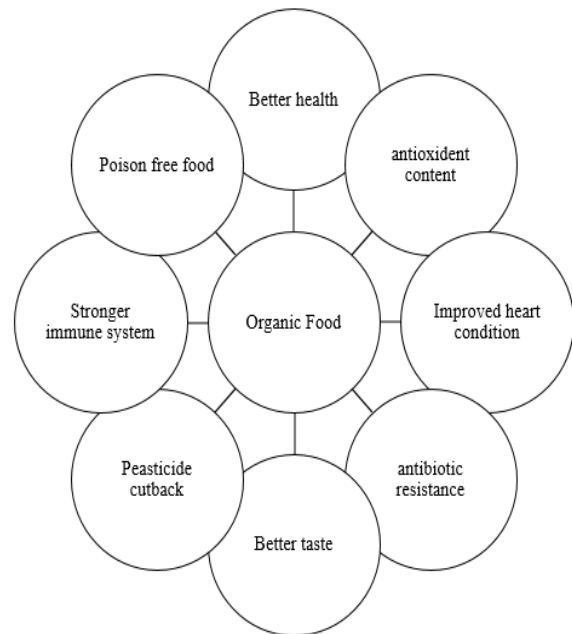 Better health
Poison free food
antioxident
content
Stronger
immune system
Organic Food
Improved heart
condition
Peasticide
cutback
antibiotic
resistance
Better taste